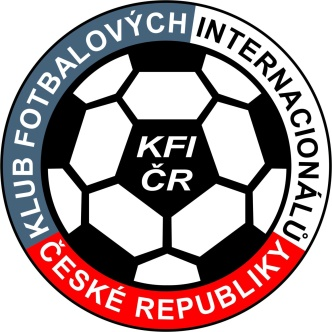 KLUB FOTBALOVÝCH
INTERNACIONÁLŮ
ČESKÉ REPUBLIKY
KFI
ČR